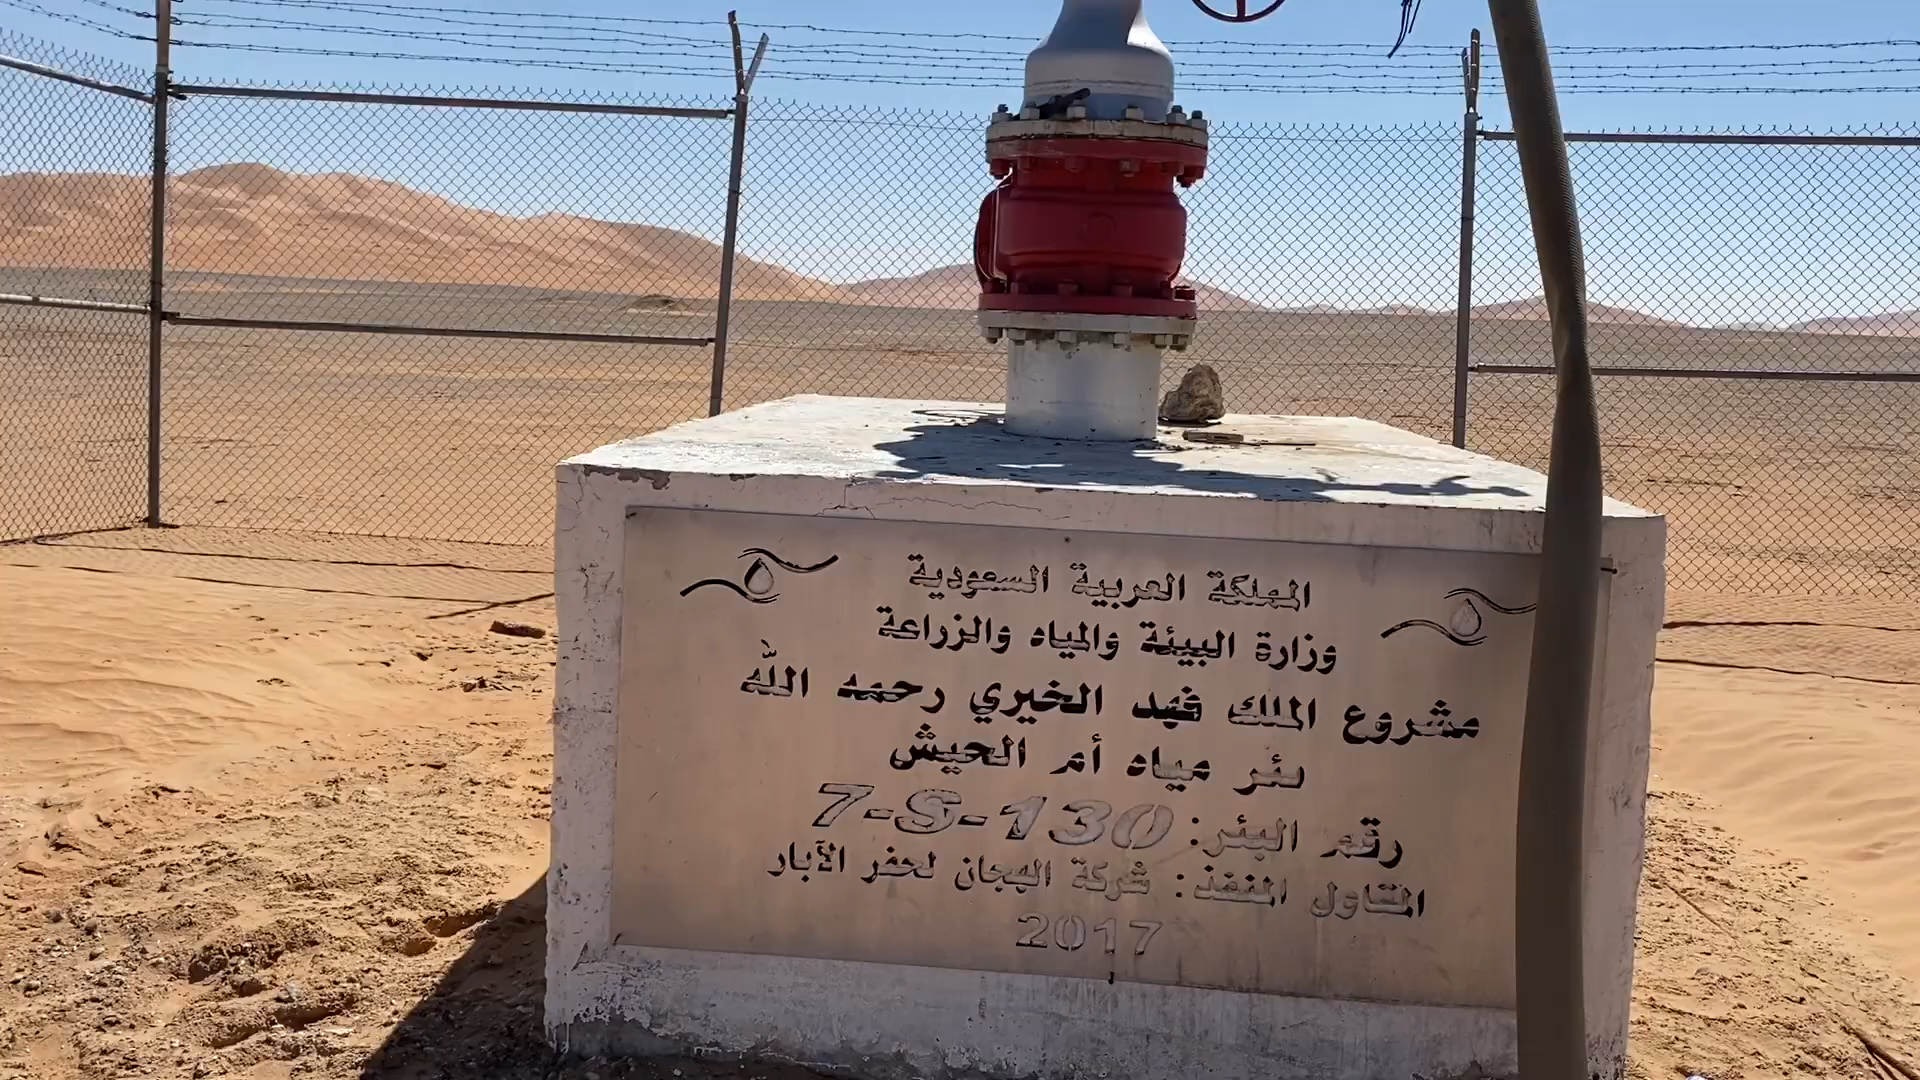 المملكة العربية السعودية
وزارة البيئة والمياه والزراعة
مشروع الملك فهد الخيري رحمه الله
بئر مياه أم الحيش
رقم البئر: 7-S-130
المقاول المنفذ: شركة الهجان لحفر الآبار
2017